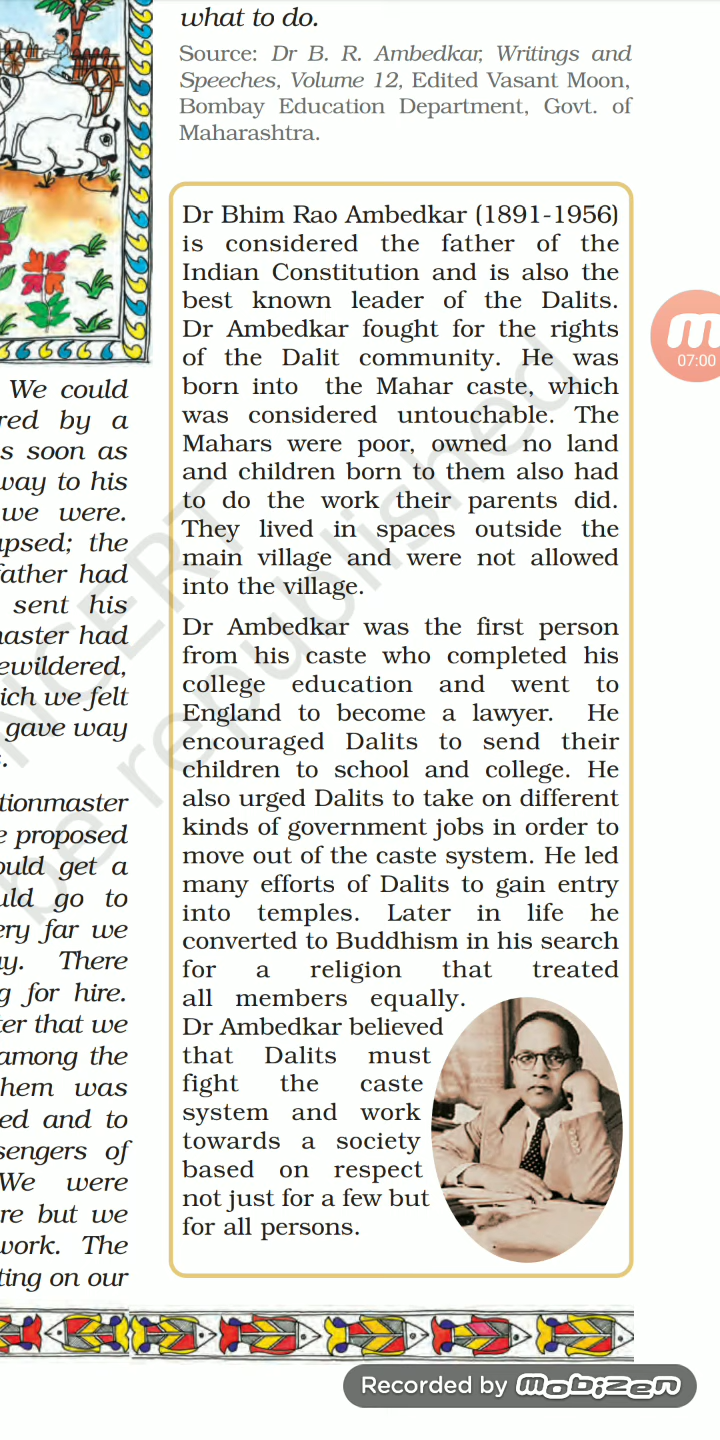 what to do.
Source: Dr B. R. Ambedkar, Writings and
Speeches, Volume 12, Edited Vasant Moon,
Bombay Education Department, Govt. of
Maharashtra.
Dr Bhim Rao Ambedkar (1891-1956)
is considered the father of the
Indian Constitution and is also the
best known leader of the Dalits.
Dr Ambedkar fought for the rights
of the Dalit community. He was
born into the Mahar caste, which
was considered untouchable. The
Mahars were poor, owned no land
and children born to them also had
to do the work their parents did.
They lived in spaces outside the
main village and were not allowed
into the village.
Dr Ambedkar was the first person
from his caste who completed his
college education and went to
England to become a lawyer. He
encouraged Dalits to send their
children to school and college. He
also urged Dalits to take on different
kinds of government jobs in order to
move out of the caste system. He led
many efforts of Dalits to gain entry
into temples. Later in life he
converted to Buddhism in his search
for a religion that treated
all members equally.
Dr Ambedkar believed
that Dalits must
fight the caste
system and work
towards a society
based on respect
not just for a few but
for all persons.
We could
red by a
s soon as
way to his
we were.
apsed; the
father had
sent his
master had
ewildered,
ich we felt
gave way
s.
tionmaster
e proposed
ould get a
uld go to
ery far we
ay. There
g for hire.
ter that we
among the
hem was
ed and to
sengers of
We were
re but we
work. The
ting on our
NCERT
be republished
m
07:00
Recorded by mobizen